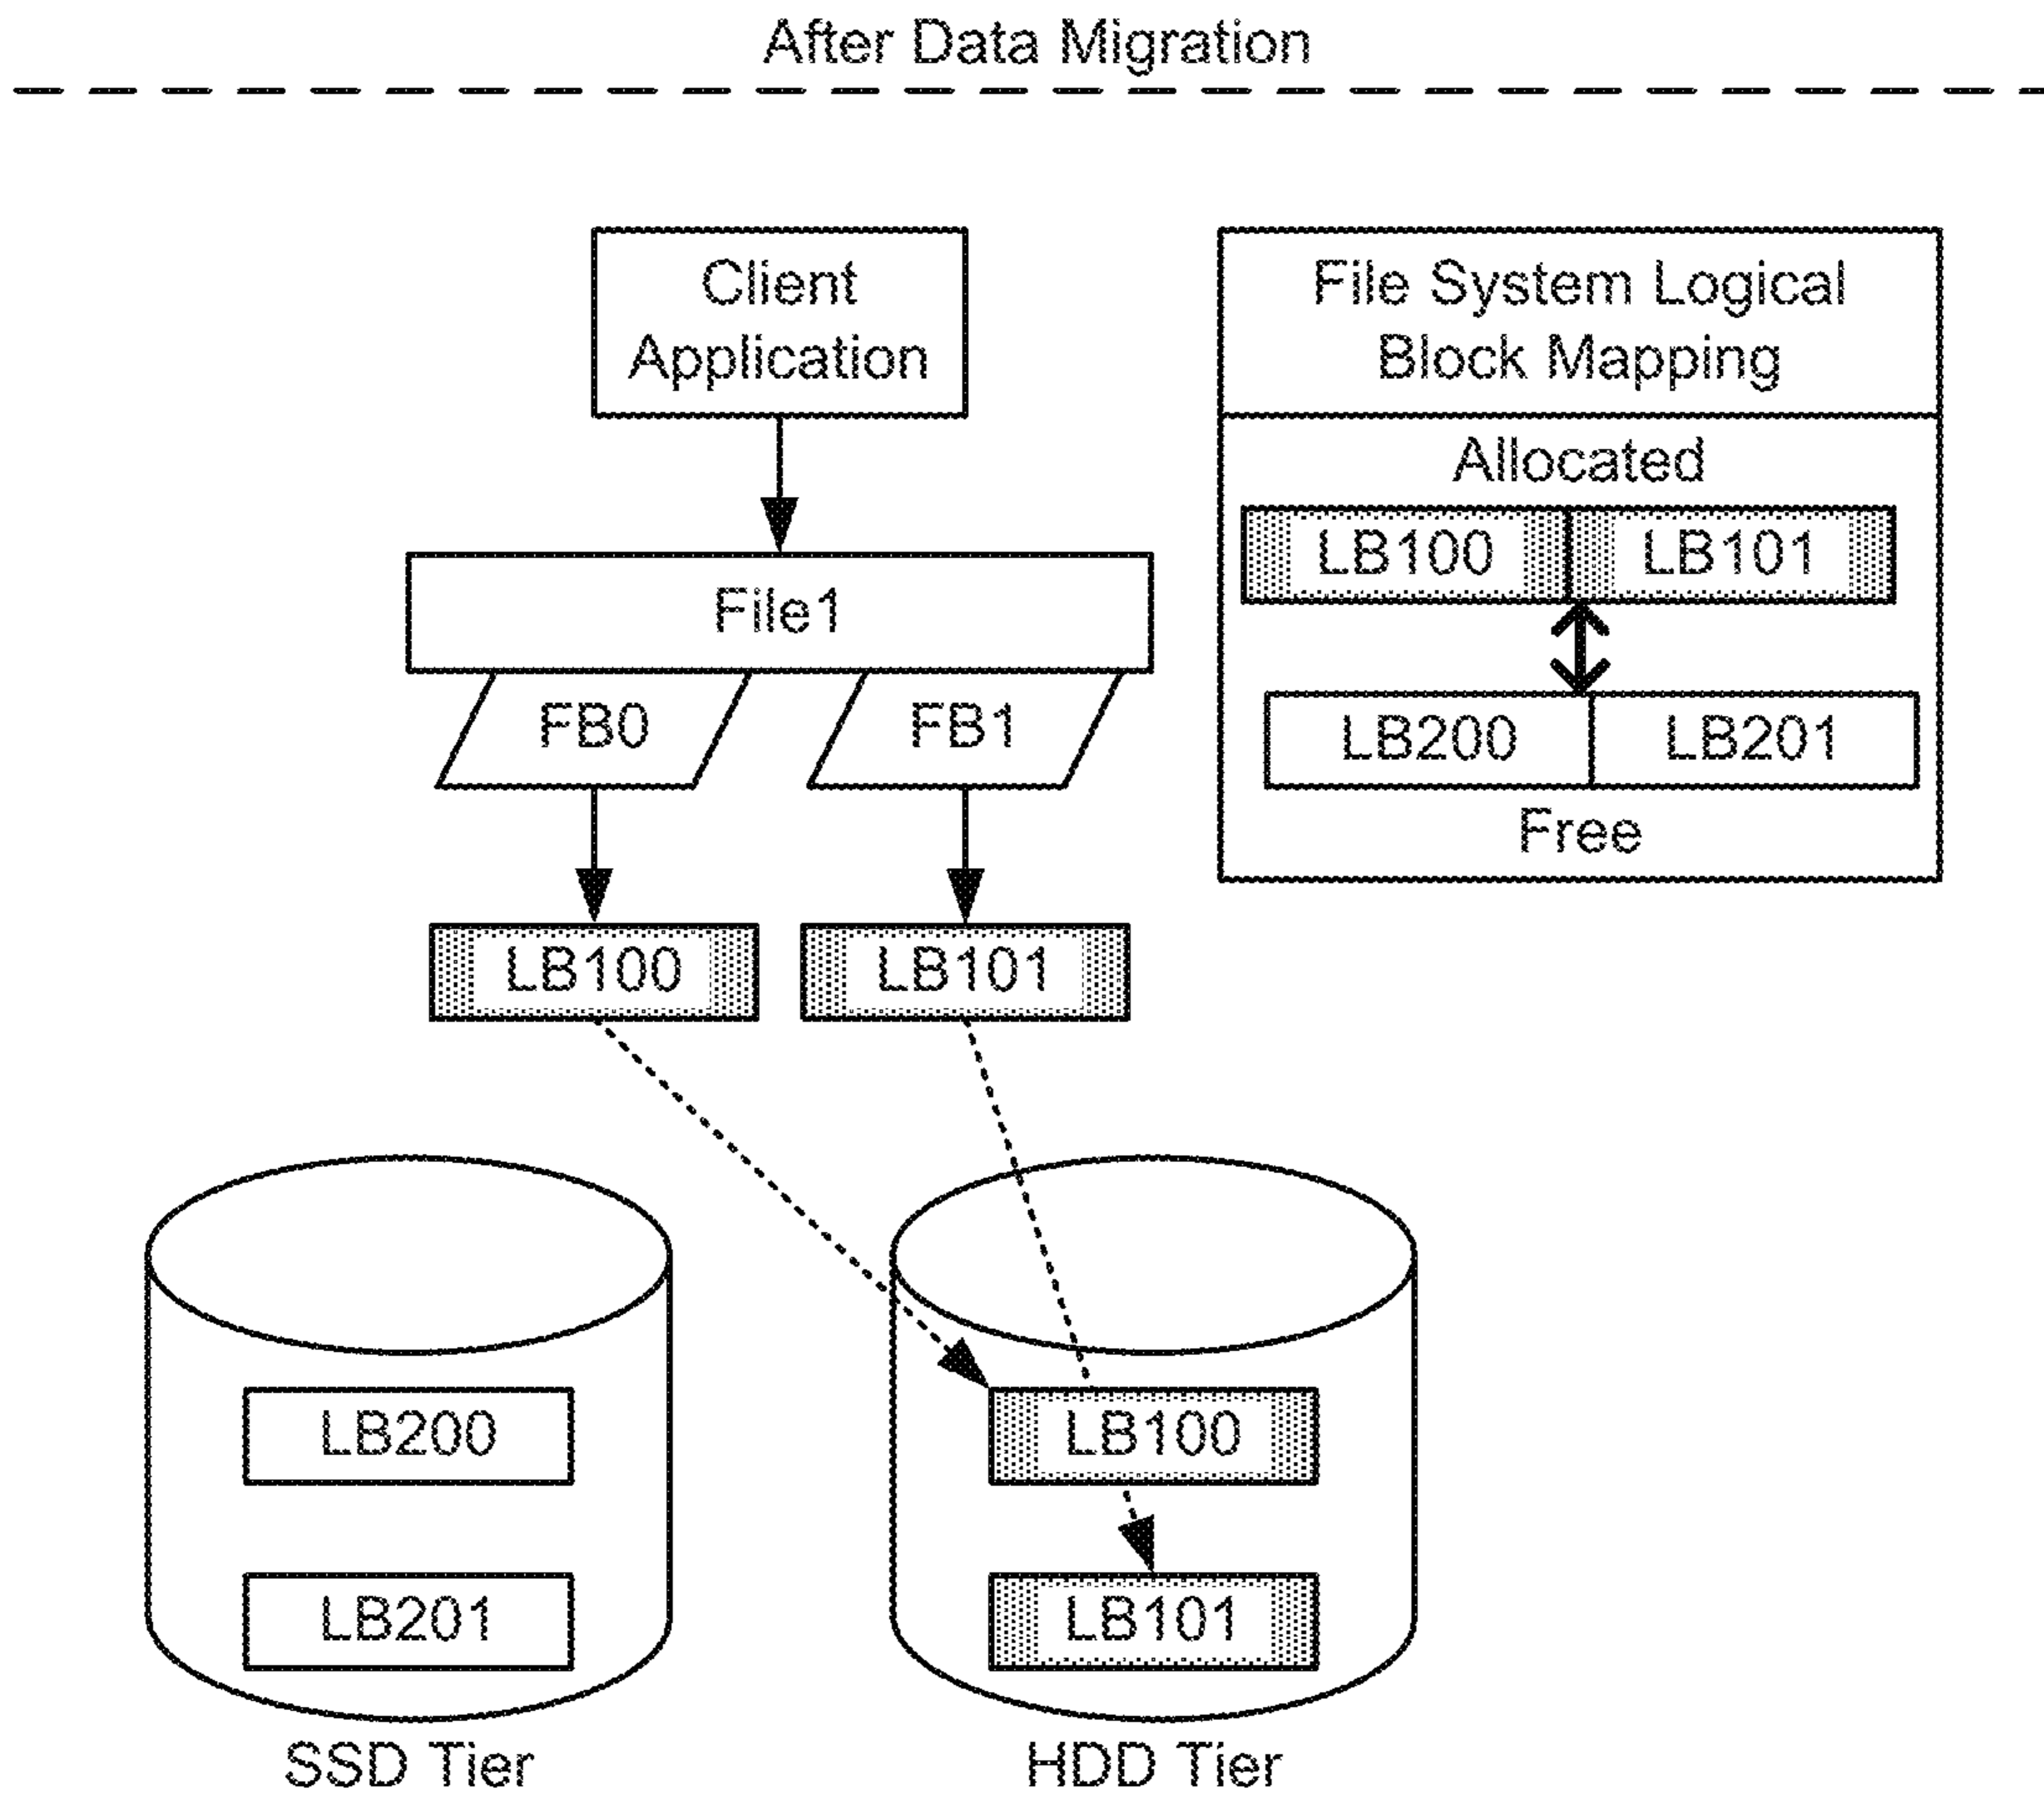 After Data Migration
Client
Application
File System Logical
Block Mapping
Allocated
LB100 LB101
File1
FB0 FB1
LB200 LB201
Free
LB100 LB101
LB200
LB100
LB201
LB101
SSD Tier
HDD Tier